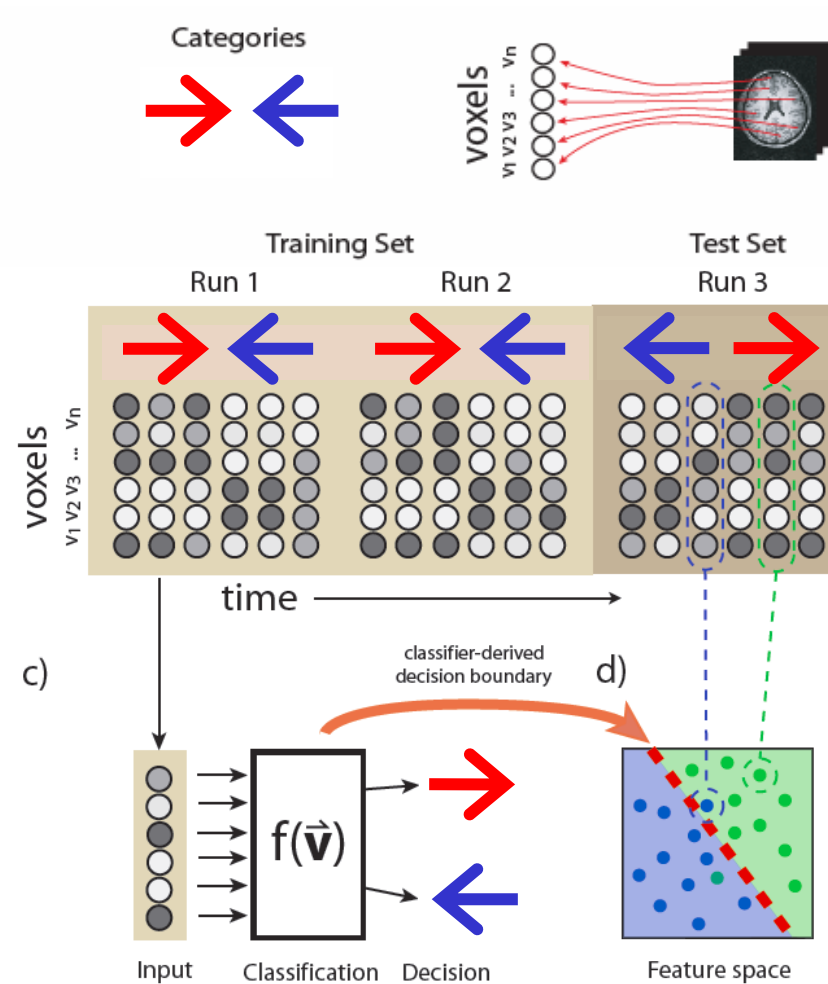 Categories
voxels
v1 v2 v3 ... vn
Training Set
Test Set
Run 1
Run 2
Run 3
voxels
v1 v2 v3 ... vn
time
c)
classifier-derived
decision boundary
d)
f(v⃗)
Input
Classification
Decision
Feature space